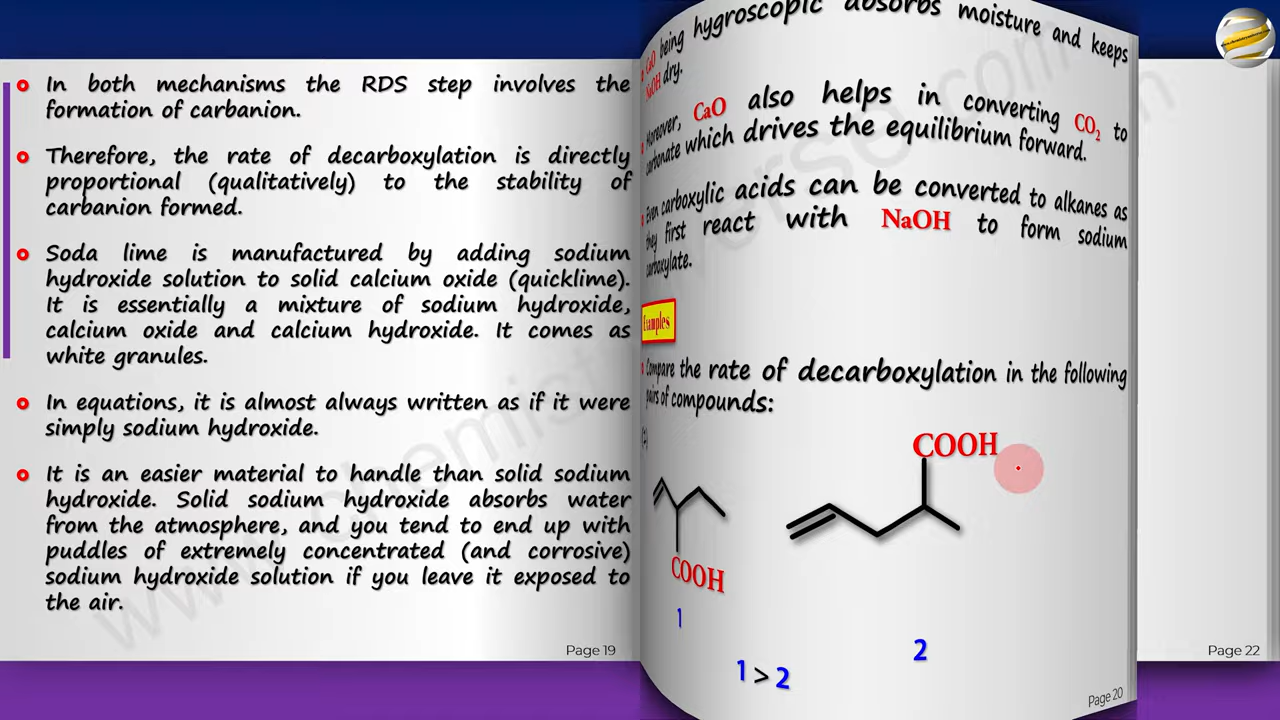 In both mechanisms the RDS step involves the
formation of carbanion.
Therefore, the rate of decarboxylation is directly
proportional (qualitatively) to the stability of
carbanion formed.
Soda lime is manufactured by adding sodium
hydroxide solution to solid calcium oxide (quicklime).
It is essentially a mixture of sodium hydroxide,
calcium oxide and calcium hydroxide. It comes as
white granules.
In equations, it is almost always written as if it were
simply sodium hydroxide.
It is an easier material to handle than solid sodium
hydroxide. Solid sodium hydroxide absorbs water
from the atmosphere, and you tend to end up with
puddles of extremely concentrated (and corrosive)
sodium hydroxide solution if you leave it exposed to
the air.
Page 19
CaO being hygroscopic absorbs moisture and keeps
NaOH dry.
Moreover, CaO also helps in converting CO₂ to
carbonate which drives the equilibrium forward.
Even carboxylic acids can be converted to alkanes as
they first react with NaOH to form sodium
carboxylate.
Examples
Compare the rate of decarboxylation in the following
pairs of compounds:
COOH
COOH
1
2
1 > 2
Page 20
Page 22